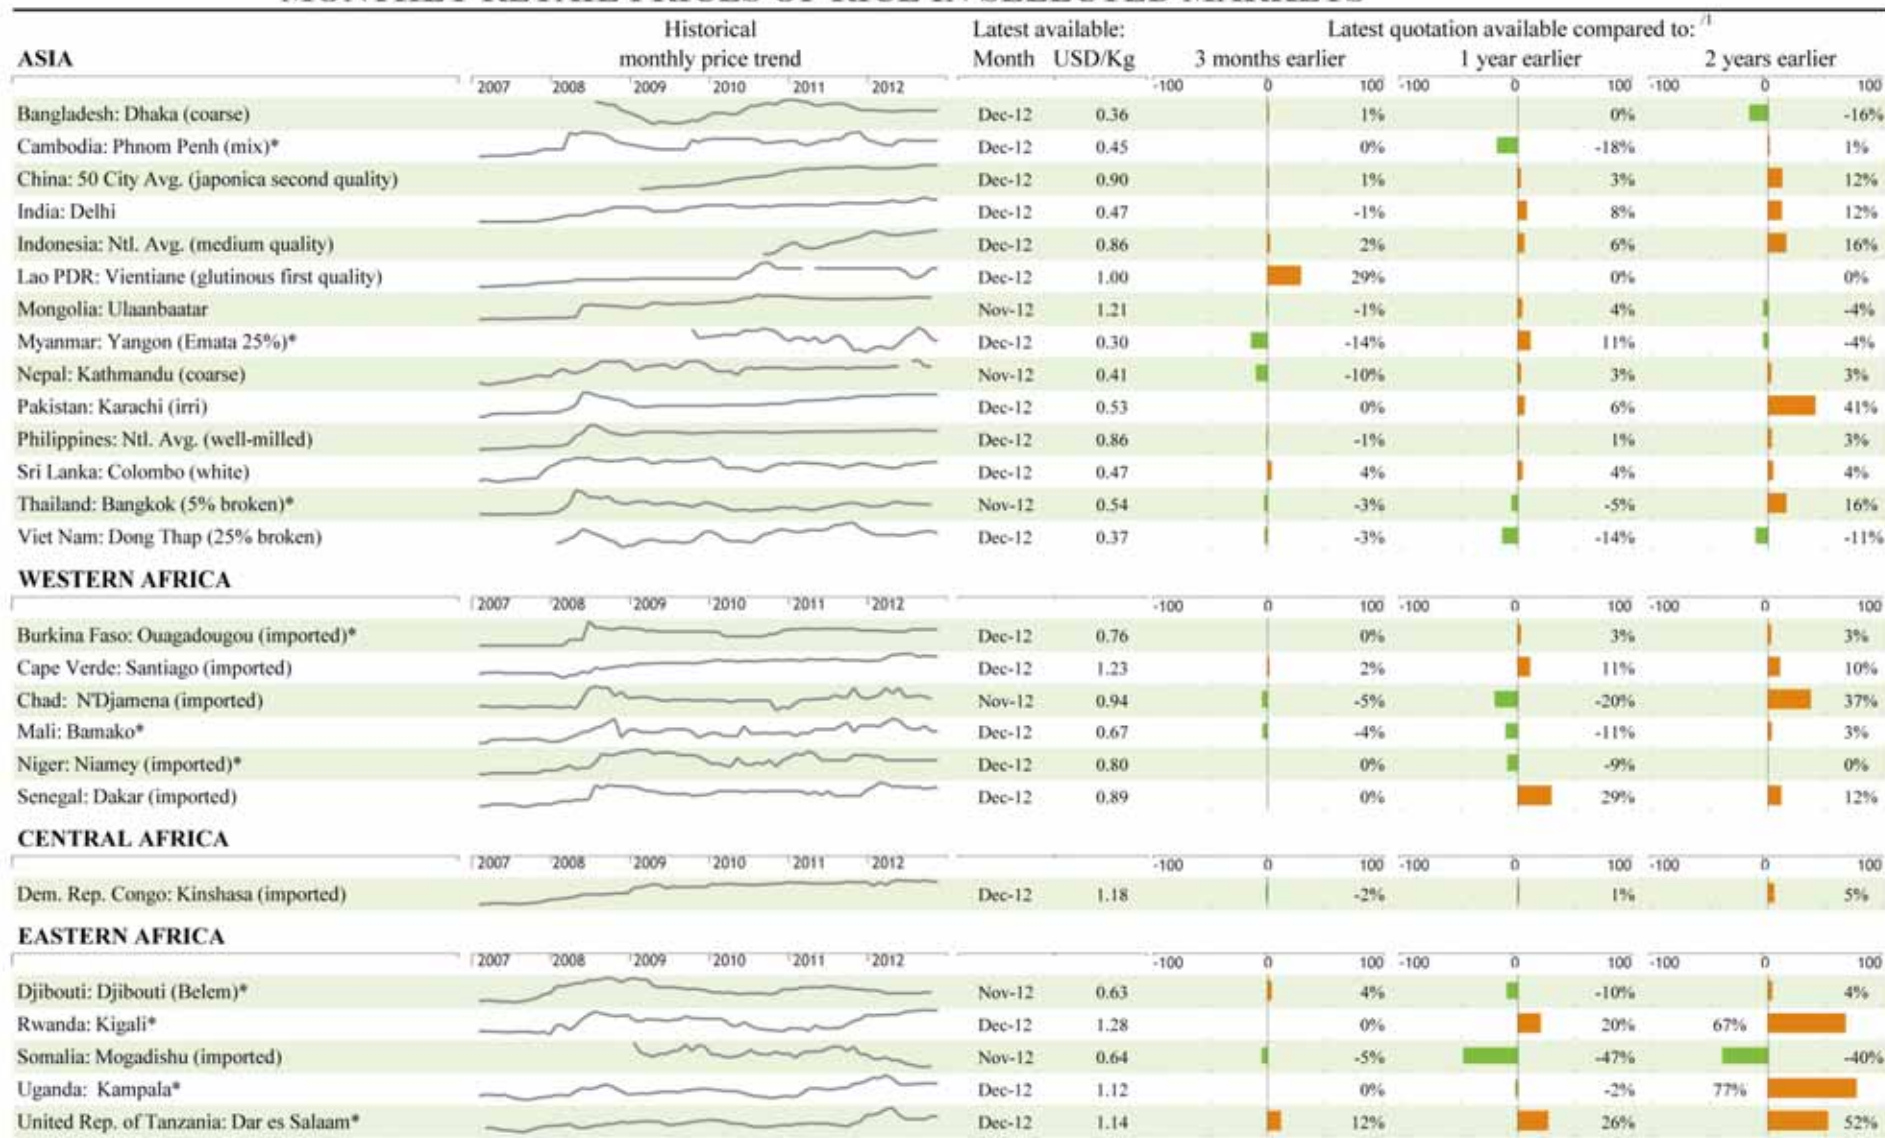 Historical Latest available: Latest quotation available compared to: /1
ASIA monthly price trend Month USD/Kg 3 months earlier 1 year earlier 2 years earlier
2007 2008 2009 2010 2011 2012 -100 0 100 -100 0 100 -100 0 100
Bangladesh: Dhaka (coarse) Dec-12 0.36 1% 0% -16%
Cambodia: Phnom Penh (mix)* Dec-12 0.45 0% -18% 1%
China: 50 City Avg. (japonica second quality) Dec-12 0.90 1% 3% 12%
India: Delhi Dec-12 0.47 -1% 8% 12%
Indonesia: Ntl. Avg. (medium quality) Dec-12 0.86 2% 6% 16%
Lao PDR: Vientiane (glutinous first quality) Dec-12 1.00 29% 0% 0%
Mongolia: Ulaanbaatar Nov-12 1.21 -1% 4% -4%
Myanmar: Yangon (Emata 25%)* Dec-12 0.30 -14% 11% -4%
Nepal: Kathmandu (coarse) Nov-12 0.41 -10% 3% 3%
Pakistan: Karachi (irri) Dec-12 0.53 0% 6% 41%
Philippines: Ntl. Avg. (well-milled) Dec-12 0.86 -1% 1% 3%
Sri Lanka: Colombo (white) Dec-12 0.47 4% 4% 4%
Thailand: Bangkok (5% broken)* Nov-12 0.54 -3% -5% 16%
Viet Nam: Dong Thap (25% broken) Dec-12 0.37 -3% -14% -11%
WESTERN AFRICA
2007 2008 2009 2010 2011 2012 -100 0 100 -100 0 100 -100 0 100
Burkina Faso: Ouagadougou (imported)* Dec-12 0.76 0% 3% 3%
Cape Verde: Santiago (imported) Dec-12 1.23 2% 11% 10%
Chad: N'Djamena (imported) Nov-12 0.94 -5% -20% 37%
Mali: Bamako* Dec-12 0.67 -4% -11% 3%
Niger: Niamey (imported)* Dec-12 0.80 0% -9% 0%
Senegal: Dakar (imported) Dec-12 0.89 0% 29% 12%
CENTRAL AFRICA
2007 2008 2009 2010 2011 2012 -100 0 100 -100 0 100 -100 0 100
Dem. Rep. Congo: Kinshasa (imported) Dec-12 1.18 -2% 1% 5%
EASTERN AFRICA
2007 2008 2009 2010 2011 2012 -100 0 100 -100 0 100 -100 0 100
Djibouti: Djibouti (Belem)* Nov-12 0.63 4% -10% 4%
Rwanda: Kigali* Dec-12 1.28 0% 20% 67%
Somalia: Mogadishu (imported) Nov-12 0.64 -5% -47% -40%
Uganda: Kampala* Dec-12 1.12 0% -2% 77%
United Rep. of Tanzania: Dar es Salaam* Dec-12 1.14 12% 26% 52%